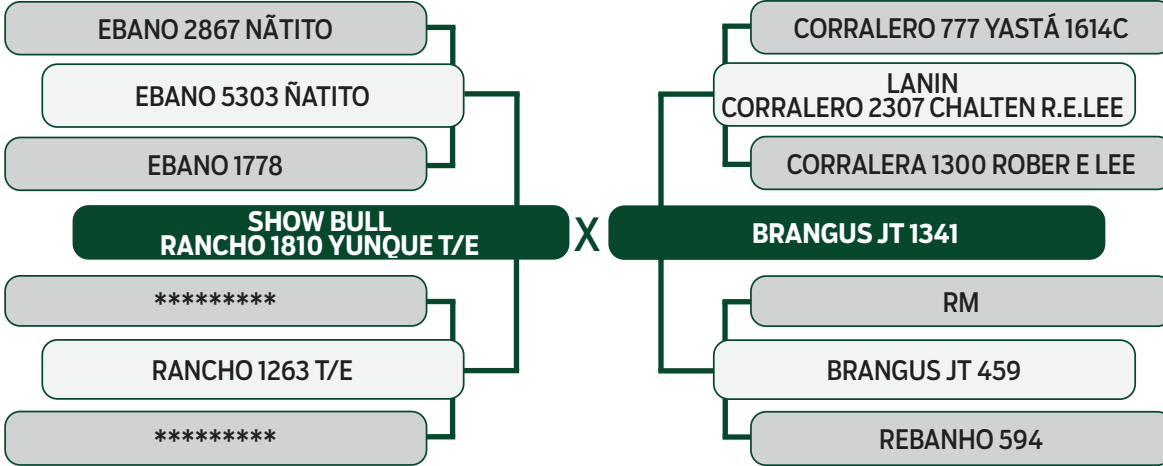 EBANO 2867 NÃTITO
EBANO 5303 ÑATITO
EBANO 1778
SHOW BULL
RANCHO 1810 YUNQUE T/E
*********
RANCHO 1263 T/E
*********
X
CORRALERO 777 YASTÁ 1614C
LANIN
CORRALERO 2307 CHALTEN R.E.LEE
CORRALERA 1300 ROBER E LEE
BRANGUS JT 1341
RM
BRANGUS JT 459
REBANHO 594